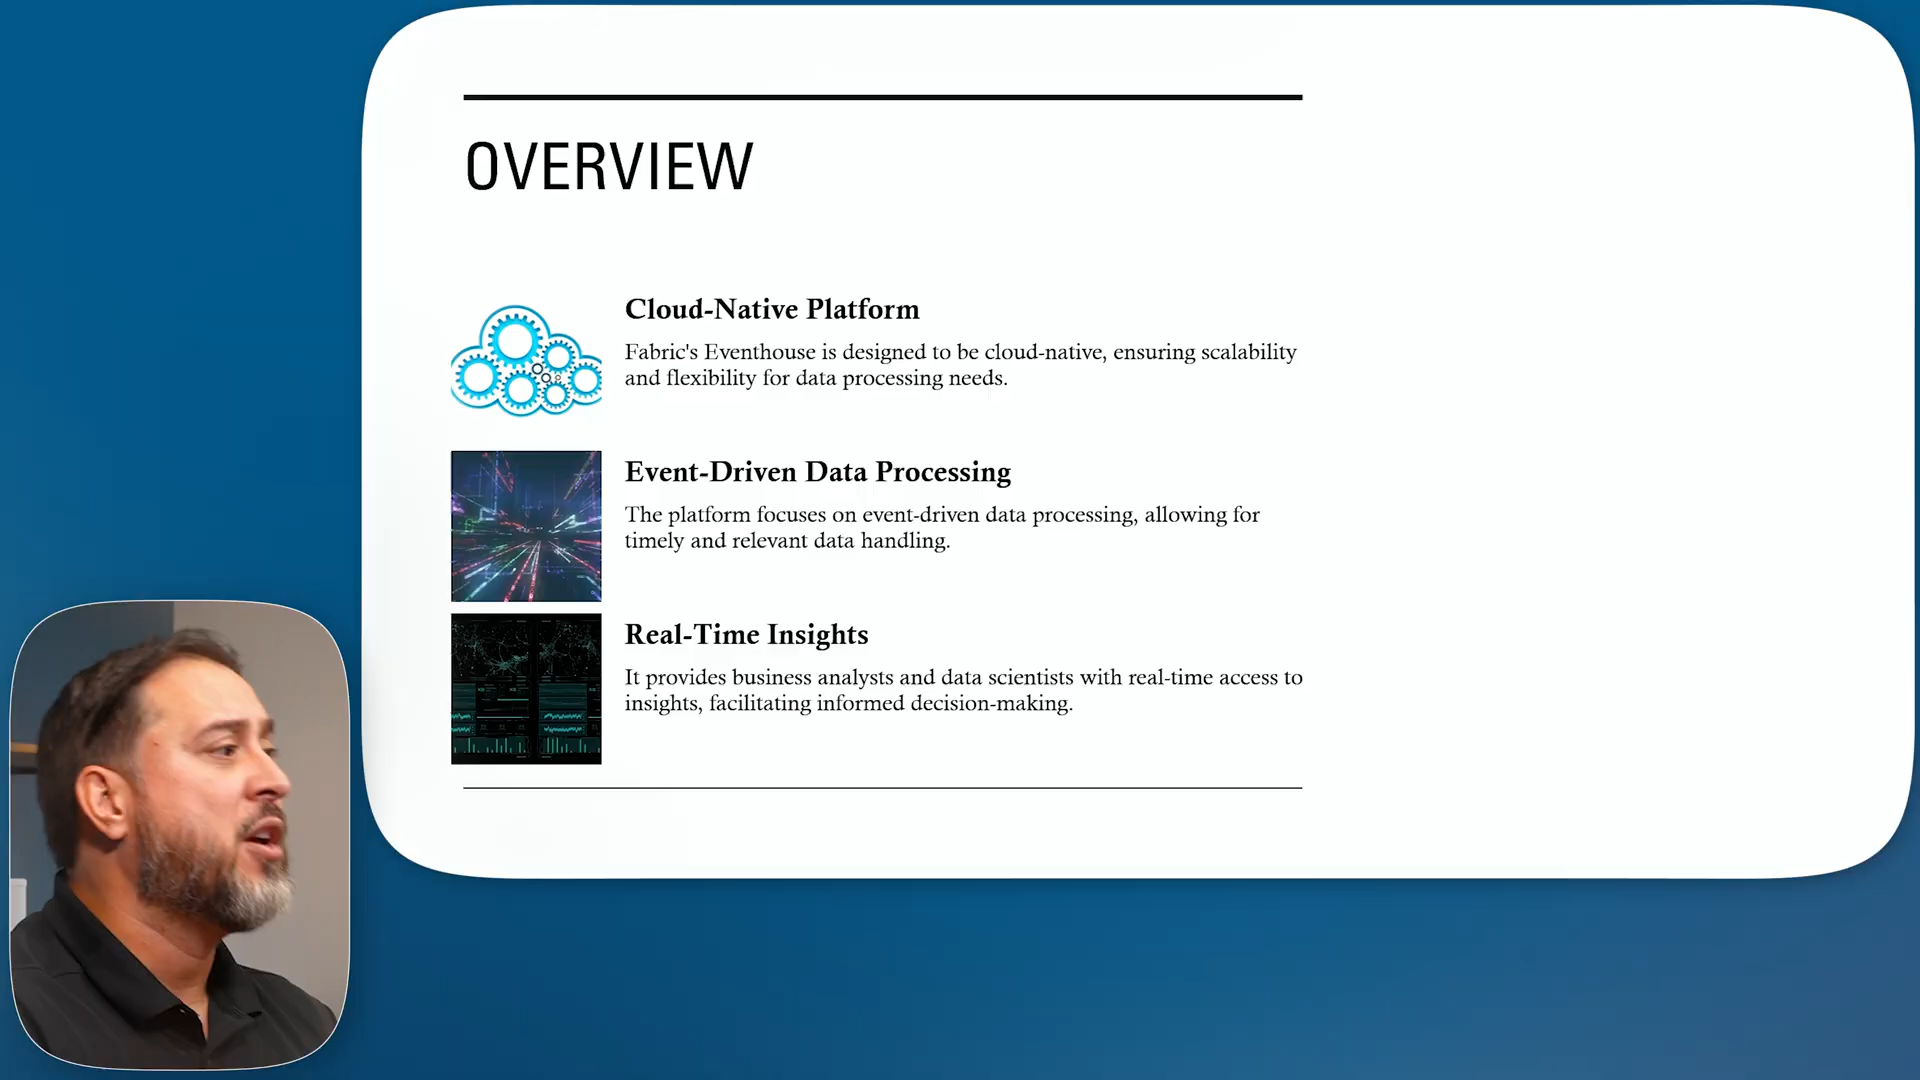 OVERVIEW
Cloud-Native Platform
Fabric's Eventhouse is designed to be cloud-native, ensuring scalability
and flexibility for data processing needs.
Event-Driven Data Processing
The platform focuses on event-driven data processing, allowing for
timely and relevant data handling.
Real-Time Insights
It provides business analysts and data scientists with real-time access to
insights, facilitating informed decision-making.